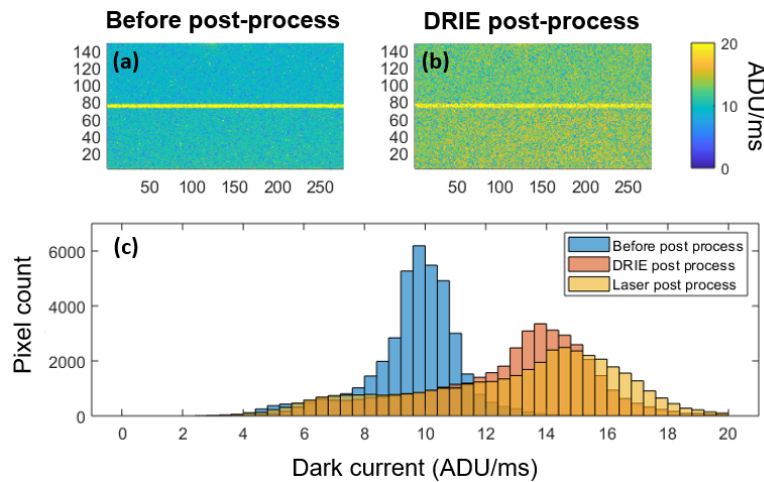 Before post-process DRIE post-process
(a) (b)
140 140 20
120 120
100 100
80 80 10
60 60
40 40
20 20 0
ADU/ms
50 100 150 200 250 50 100 150 200 250
(c)
Before post process
DRIE post process
Laser post process
6000
4000
2000
0
Pixel count
0 2 4 6 8 10 12 14 16 18 20
Dark current (ADU/ms)